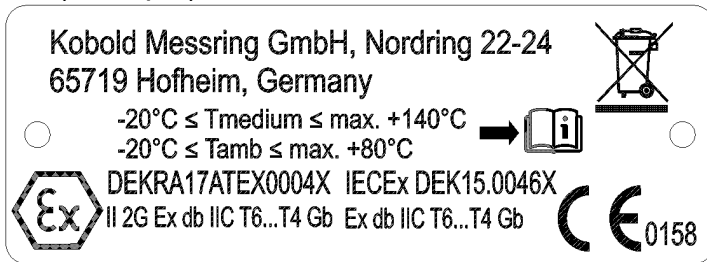 Kobold Messring GmbH, Nordring 22-24
65719 Hofheim, Germany
-20°C ≤ Tmedium ≤ max. +140°C
-20°C ≤ Tamb ≤ max. +80°C
i
DEKRA17ATEX0004X IECEx DEK15.0046X
Ex II 2G Ex db IIC T6...T4 Gb Ex db IIC T6...T4 Gb CE 0158